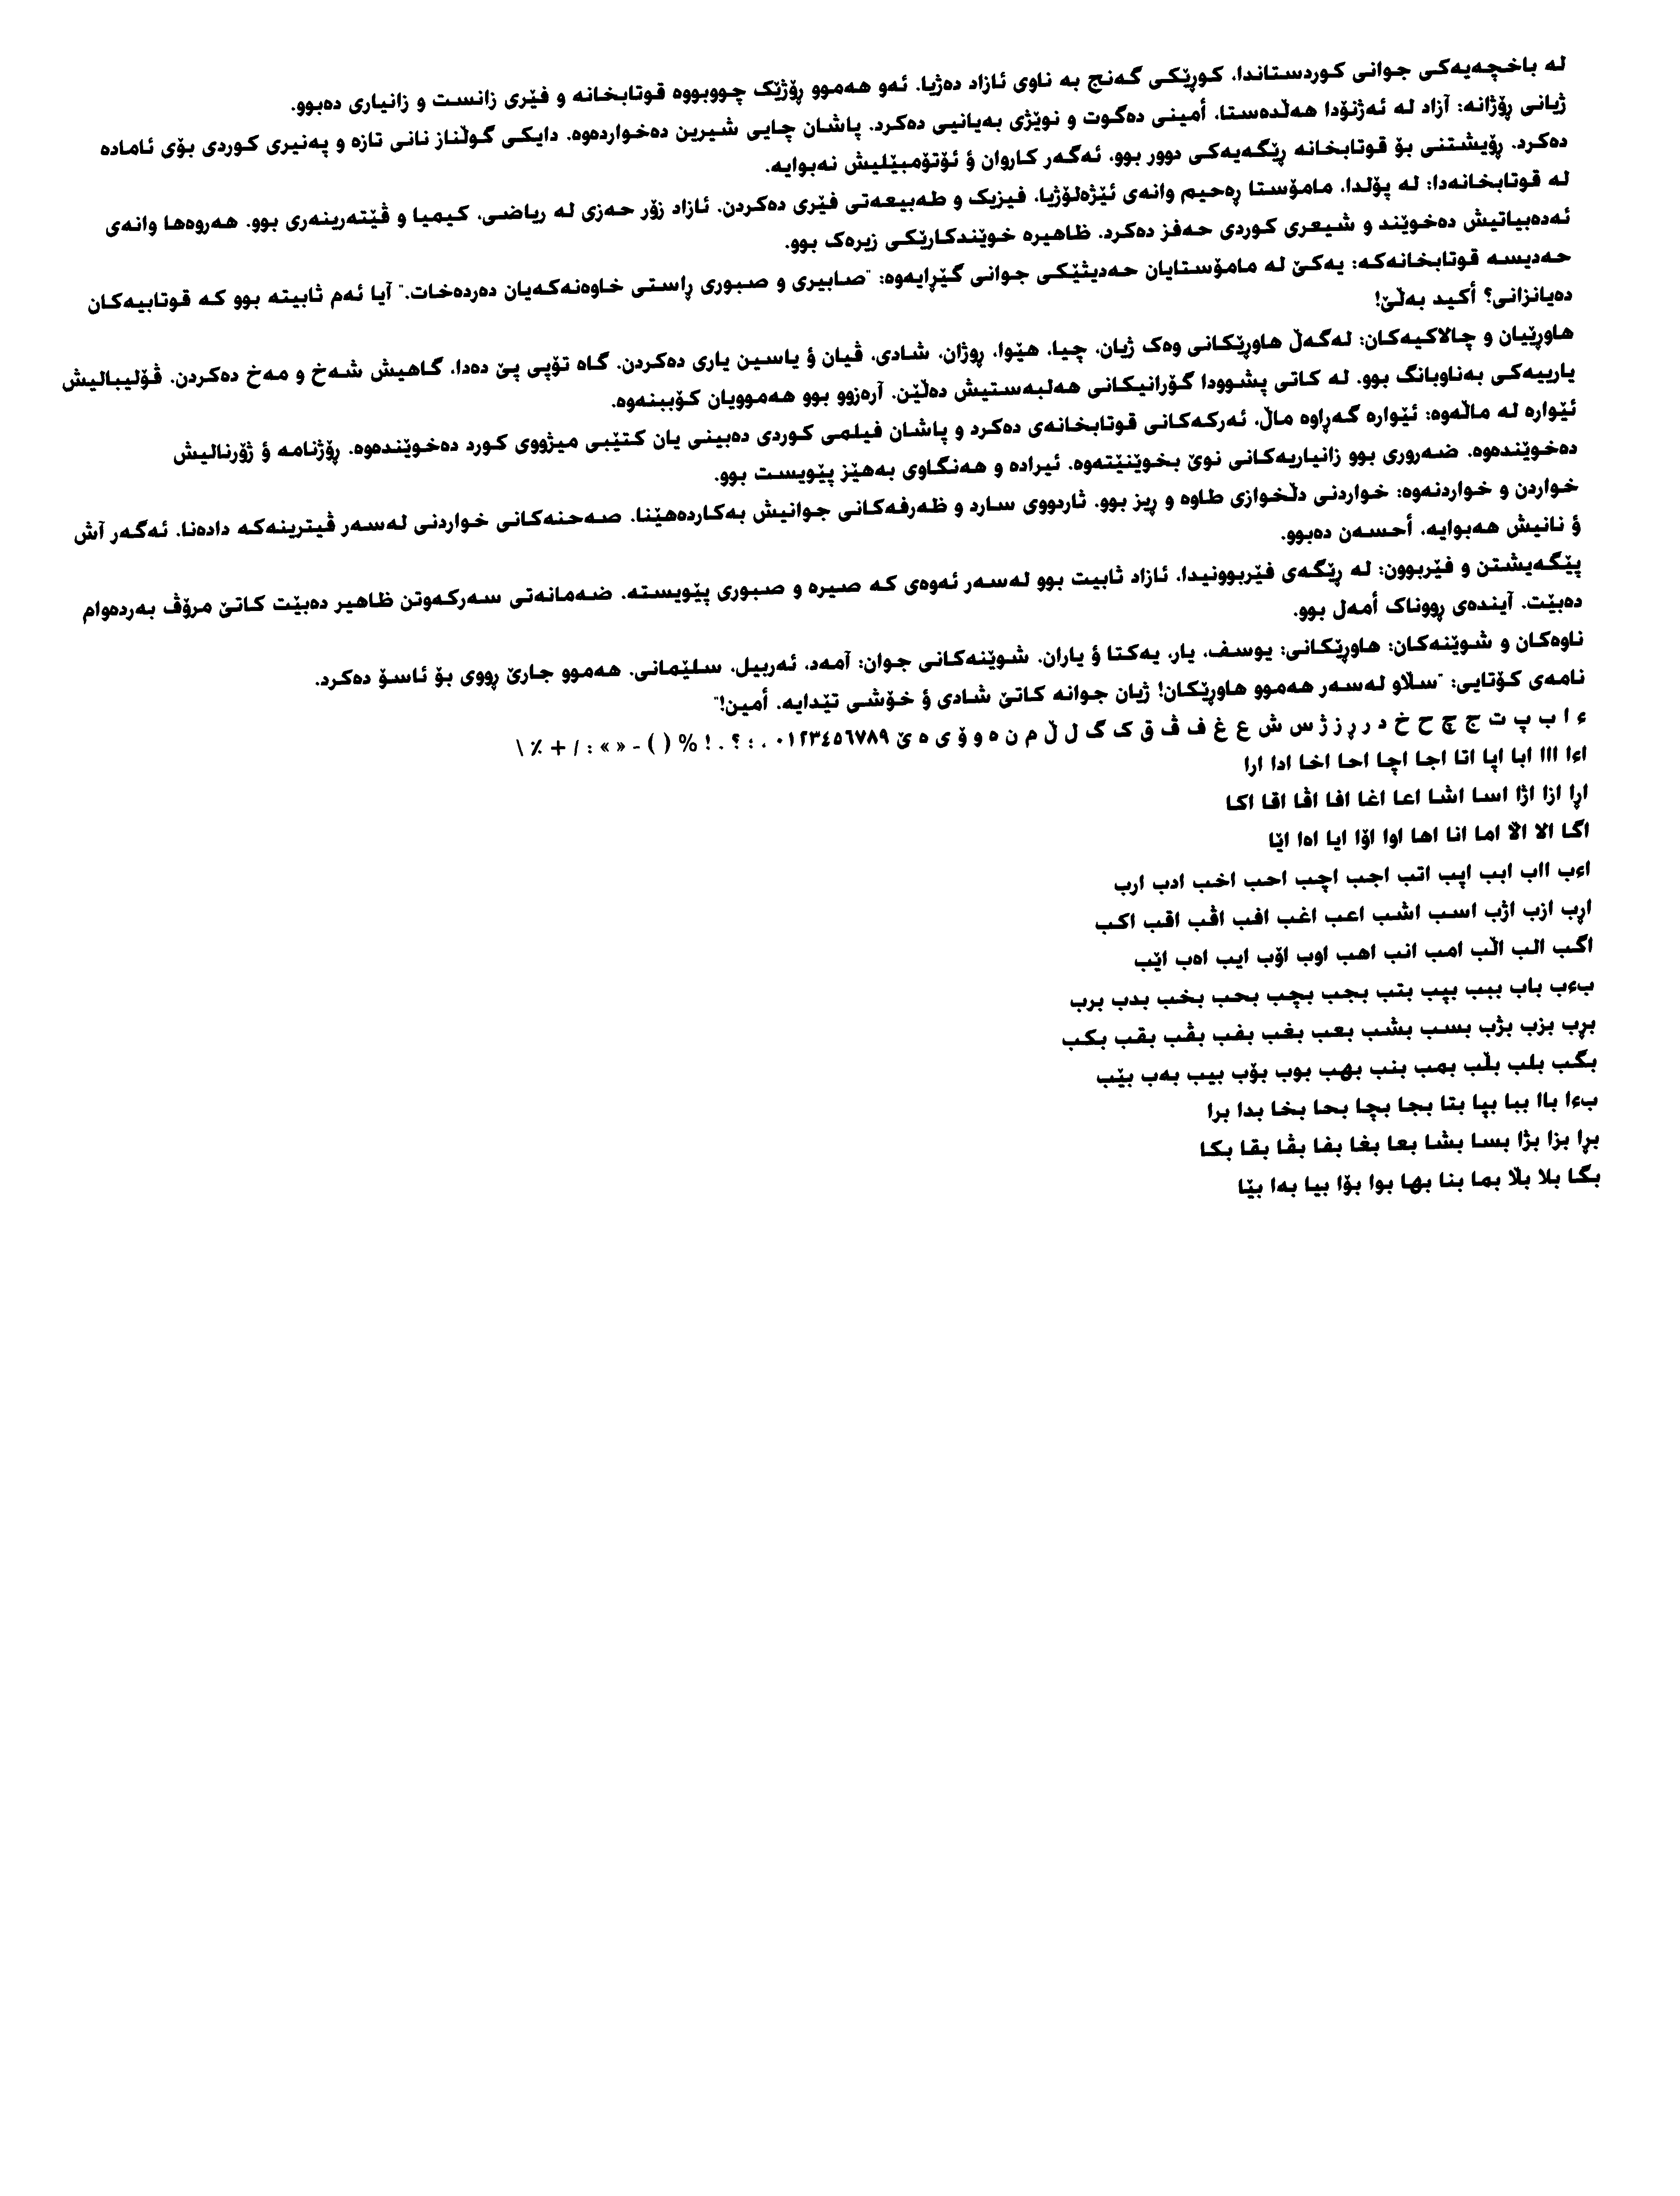 لە باخچەیەکی جوانی کوردستاندا، کوڕێکی گەنج بە ناوی ئازاد دەژیا. ئەو هەموو ڕۆژێک چووبووە قوتابخانە و فێری زانست و زانیاری دەبوو.
ژیانی ڕۆژانە: آزاد لە ئەژنۆدا هەڵدەستا، أمینی دەگوت و نوێژی بەیانیی دەکرد. پاشان چایی شیرین دەخواردەوە. دایکی گوڵناز نانی تازە و پەنیری کوردی بۆی ئامادە
دەکرد. ڕۆیشتنی بۆ قوتابخانە ڕێگەیەکی دوور بوو، ئەگەر کاروان ؤ ئۆتۆمبێلیش نەبوایە.
لە قوتابخانەدا: لە پۆلدا، مامۆستا ڕەحیم وانەی ئێژەلۆژیا، فیزیک و طەبیعەتی فێری دەکردن. ئازاد زۆر حەزی لە ریاضی، کیمیا و ڤێتەرینەری بوو. هەروەها وانەی
ئەدەبیاتیش دەخوێند و شیعری کوردی حەفز دەکرد. ظاهیرە خوێندکارێکی زیرەک بوو.
حەدیسە قوتابخانەکە: یەکێ لە مامۆستایان حەدیثێکی جوانی گێڕایەوە: "صابیری و صبوری ڕاستی خاوەنەکەیان دەردەخات." آیا ئەم ثابیتە بوو کە قوتابیەکان
دەیانزانی؟ أکید بەڵێ!
هاوڕێیان و چالاکیەکان: لەگەڵ هاوڕێکانی وەک ژیان، چیا، هێوا، ڕوژان، شادی، ڤیان ؤ یاسین یاری دەکردن. گاه تۆپی پێ دەدا، گاهیش شەخ و مەخ دەکردن. ڤۆلیبالیش
یارییەکی بەناوبانگ بوو. لە کاتی پشوودا گۆرانیکانی هەلبەستیش دەڵێن. آرەزوو بوو هەموویان کۆببنەوە.
ئێوارە لە ماڵەوە: ئێوارە گەڕاوە ماڵ، ئەرکەکانی قوتابخانەی دەکرد و پاشان فیلمی کوردی دەبینی یان کتێبی میژووی کورد دەخوێندەوە. ڕۆژنامە ؤ ژۆرنالیش
دەخوێندەوە. ضەروری بوو زانیاریەکانی نوێ بخوێنێتەوە. ئیرادە و هەنگاوی بەهێز پێویست بوو.
خواردن و خواردنەوە: خواردنی دڵخوازی طاوە و ڕیز بوو. ثاردووی سارد و ظەرفەکانی جوانیش بەکاردەهێنا. صەحنەکانی خواردنی لەسەر ڤیترینەکە دادەنا. ئەگەر آش
ؤ نانیش هەبوایە، أحسەن دەبوو.
پێگەیشتن و فێربوون: لە ڕێگەی فێربوونیدا، ئازاد ثابیت بوو لەسەر ئەوەی کە صیرە و صبوری پێویستە. ضەمانەتی سەرکەوتن ظاهیر دەبێت کاتێ مرۆڤ بەردەوام
دەبێت. آیندەی ڕووناک أمەل بوو.
ناوەکان و شوێنەکان: هاوڕێکانی: یوسف، یار، یەکتا ؤ یاران. شوێنەکانی جوان: آمەد، ئەربیل، سلێمانی. هەموو جارێ ڕووی بۆ ئاسۆ دەکرد.
نامەی کۆتایی: "سڵاو لەسەر هەموو هاوڕێکان! ژیان جوانە کاتێ شادی ؤ خۆشی تێدایە. أمین!"
ء ا ب پ ت ج چ ح خ د ر ڕ ز ژ س ش ع غ ف ڤ ق ک گ ل ڵ م ن ه و ۆ ی ە ێ ٠١٢٣٤٥٦٧٨٩ ، ؛ ؟ . ! % ( ) - « » : / + ٪ \
اءا ااا ابا اپا اتا اجا اچا احا اخا ادا ارا
اڕا ازا اژا اسا اشا اعا اغا افا اڤا اقا اکا
اگا الا اڵا اما انا اها اوا اۆا ایا اەا اێا
اءب ااب ابب اپب اتب اجب اچب احب اخب ادب ارب
اڕب ازب اژب اسب اشب اعب اغب افب اڤب اقب اکب
اگب الب اڵب امب انب اهب اوب اۆب ایب اەب اێب
بءب باب ببب بپب بتب بجب بچب بحب بخب بدب برب
بڕب بزب بژب بسب بشب بعب بغب بفب بڤب بقب بکب
بگب بلب بڵب بمب بنب بهب بوب بۆب بیب بەب بێب
بءا باا ببا بپا بتا بجا بچا بحا بخا بدا برا
بڕا بزا بژا بسا بشا بعا بغا بفا بڤا بقا بکا
بگا بلا بڵا بما بنا بها بوا بۆا بیا بەا بێا